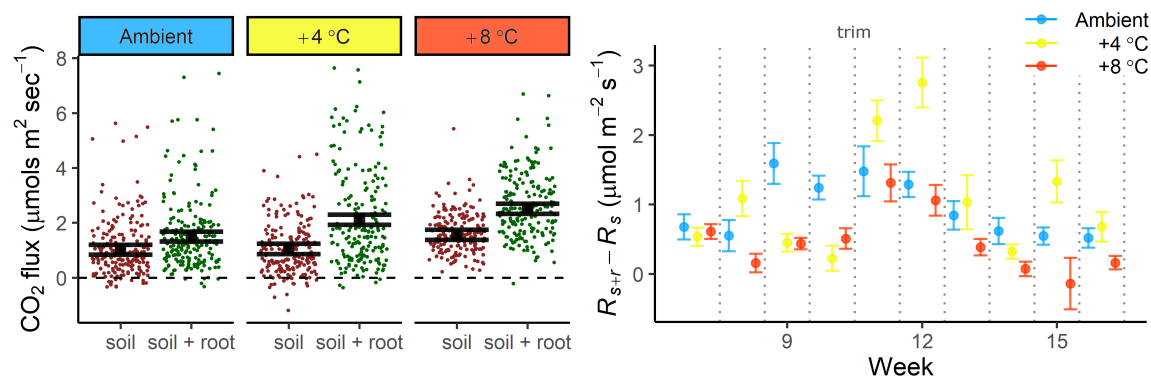 Ambient
+4 °C
+8 °C
CO₂ flux (μmols m² sec⁻¹)
8
6
4
2
0
soil
soil + root
soil
soil + root
soil
soil + root
trim
Ambient
+4 °C
+8 °C
Rₛ₊ᵣ − Rₛ (μmol m⁻² s⁻¹)
3
2
1
0
9
12
15
Week